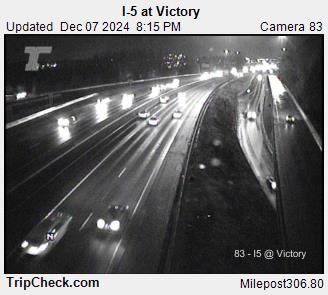 I-5 at Victory
Updated Dec 07 2024 8:15 PM Camera 83
T
N
83 - I5 @ Victory
TripCheck.com Milepost306.80